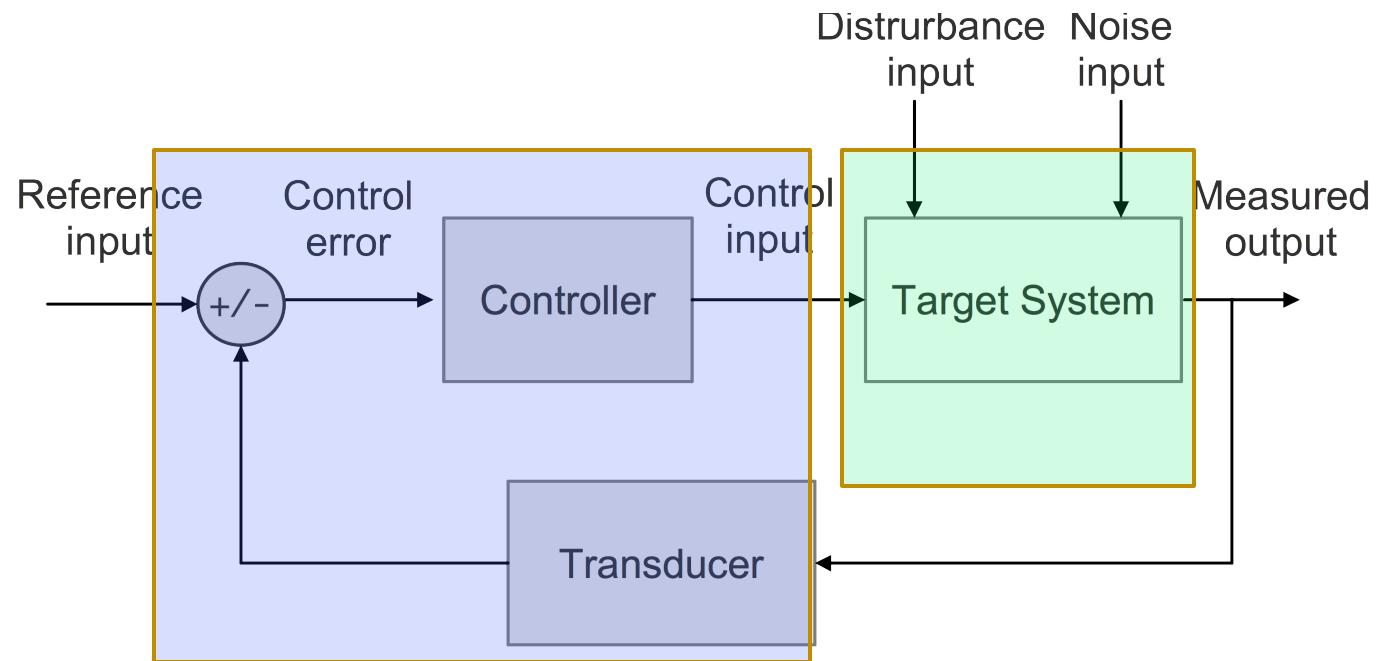 Distrurbance
input
Noise
input
Reference
input
Control
error
Control
input
Measured
output
+/-
Controller
Target System
Transducer